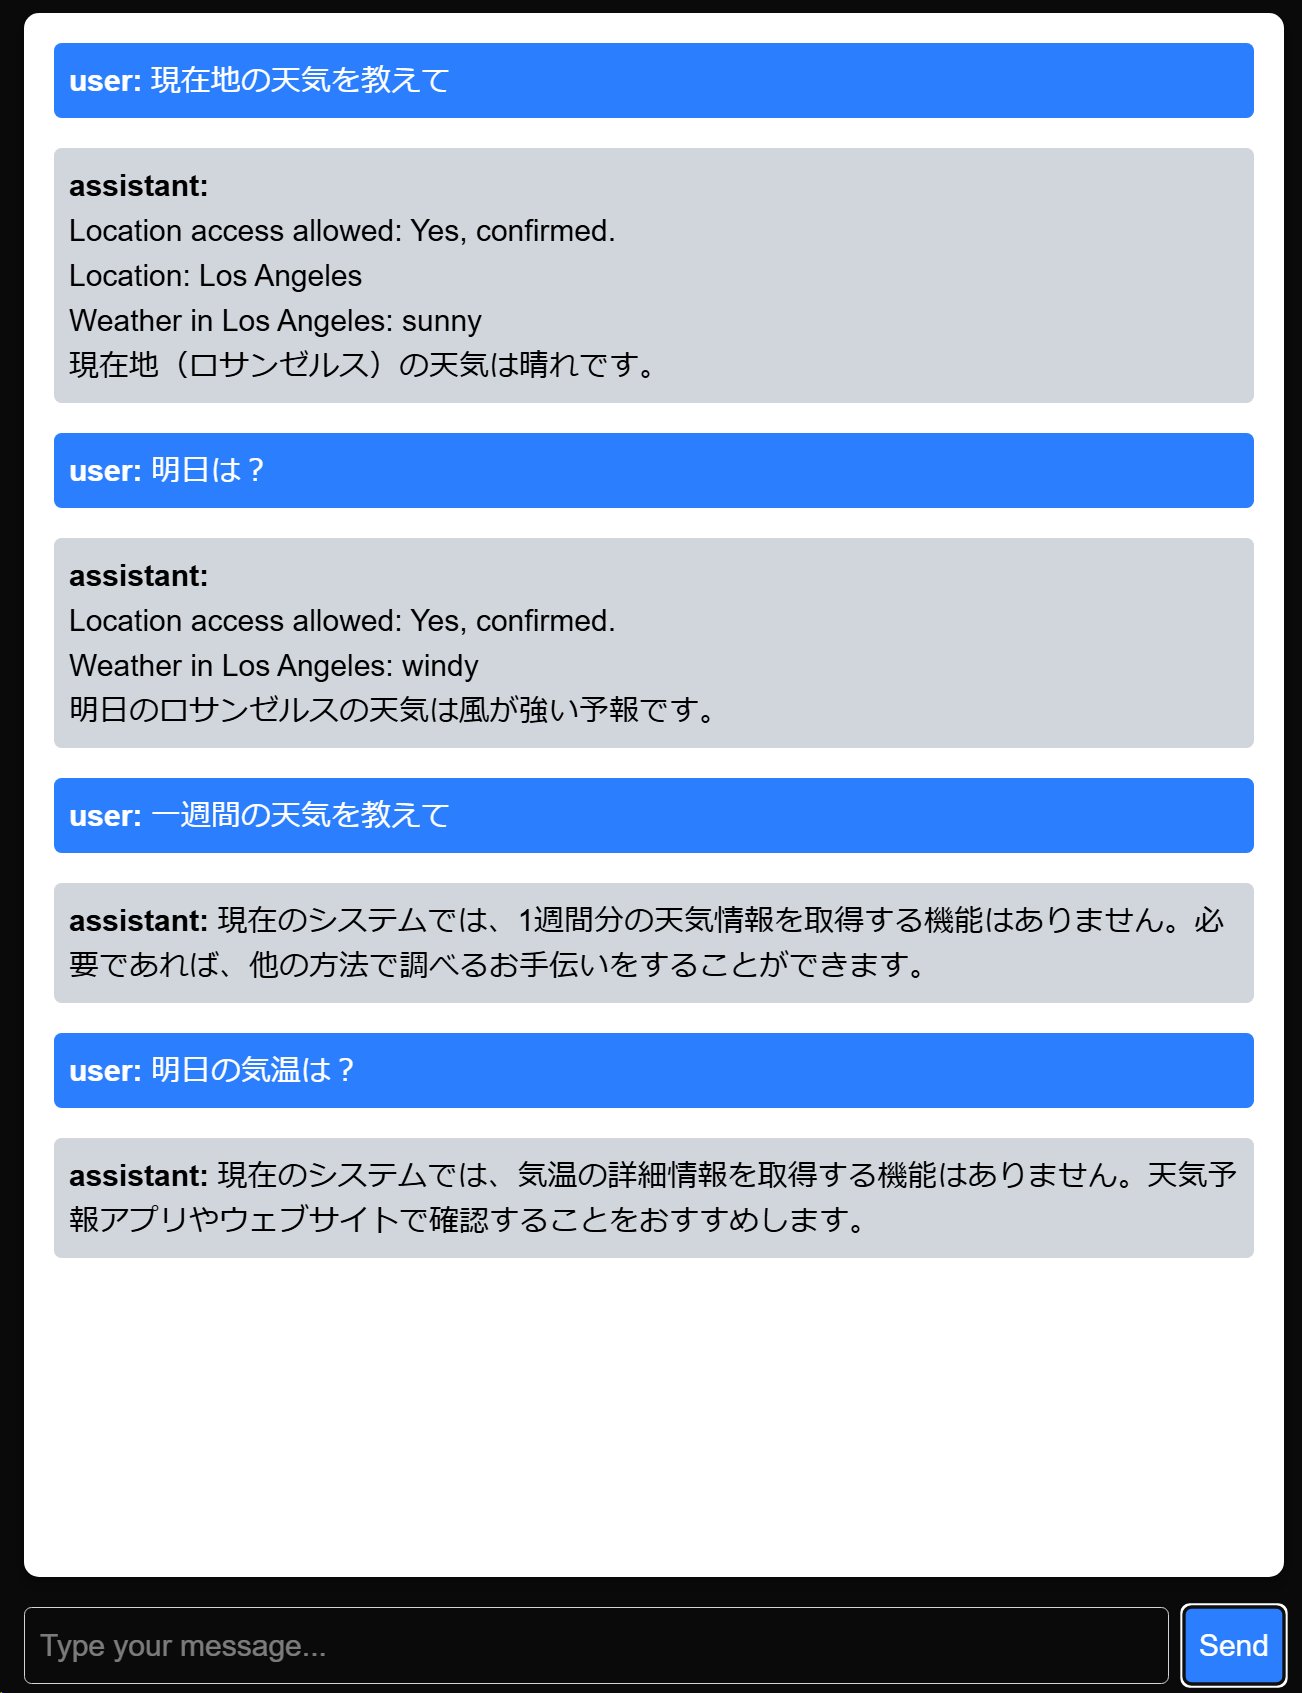 user: 現在地の天気を教えて
assistant:
Location access allowed: Yes, confirmed.
Location: Los Angeles
Weather in Los Angeles: sunny
現在地（ロサンゼルス）の天気は晴れです。
user: 明日は？
assistant:
Location access allowed: Yes, confirmed.
Weather in Los Angeles: windy
明日のロサンゼルスの天気は風が強い予報です。
user: 一週間の天気を教えて
assistant: 現在のシステムでは、1週間分の天気情報を取得する機能はありません。必
要であれば、他の方法で調べるお手伝いをすることができます。
user: 明日の気温は？
assistant: 現在のシステムでは、気温の詳細情報を取得する機能はありません。天気予
報アプリやウェブサイトで確認することをおすすめします。
Type your message...
Send